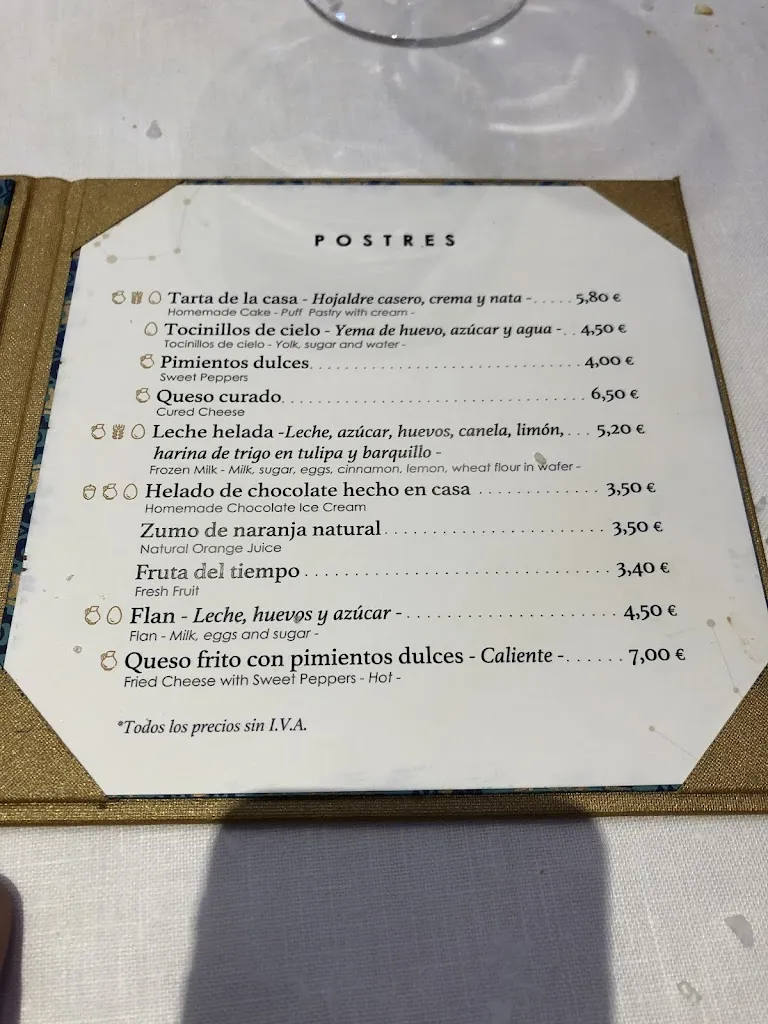 POSTRES
Tarta de la casa - Hojaldre casero, crema y nata -..... 5,80 €
Homemade Cake - Puff Pastry with cream -
Tocinillos de cielo - Yema de huevo, azúcar y agua -.. 4,50 €
Tocinillos de cielo - Yolk, sugar and water -
Pimientos dulces........................................ 4,00 €
Sweet Peppers
Queso curado............................................ 6,50 €
Cured Cheese
Leche helada -Leche, azúcar, huevos, canela, limón,... 5,20 €
harina de trigo en tulipa y barquillo -
Frozen Milk - Milk, sugar, eggs, cinnamon, lemon, wheat flour in wafer -
Helado de chocolate hecho en casa ............ 3,50 €
Homemade Chocolate Ice Cream
Zumo de naranja natural....................... 3,50 €
Natural Orange Juice
Fruta del tiempo .............................. 3,40 €
Fresh Fruit
Flan - Leche, huevos y azúcar -..................... 4,50 €
Flan - Milk, eggs and sugar -
Queso frito con pimientos dulces - Caliente -...... 7,00 €
Fried Cheese with Sweet Peppers - Hot -
*Todos los precios sin I.V.A.